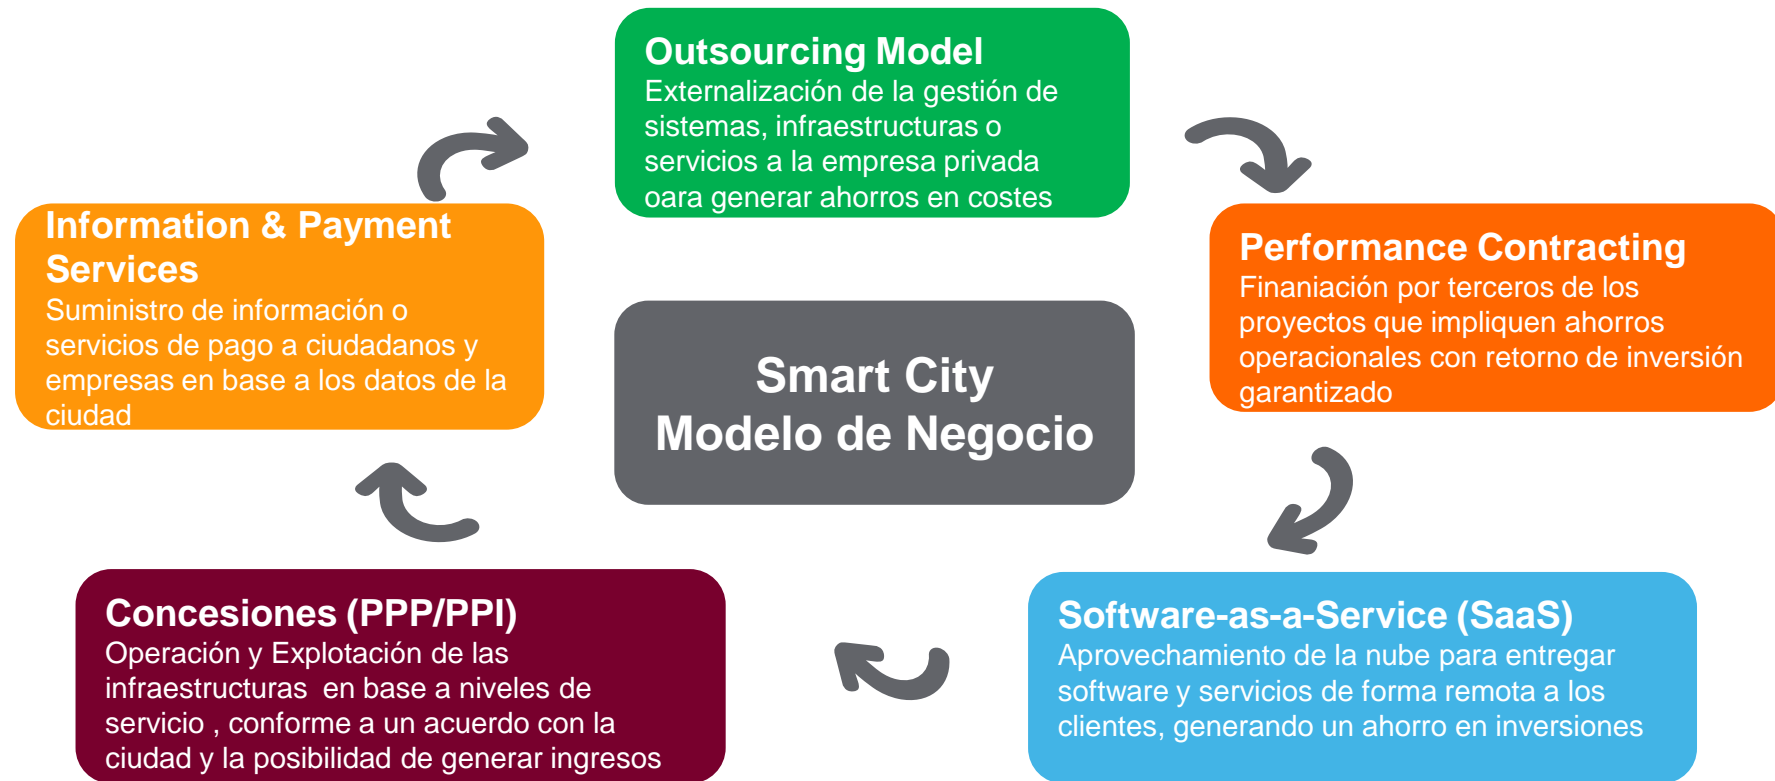 Outsourcing Model
Externalización de la gestión de
sistemas, infraestructuras o
servicios a la empresa privada
oara generar ahorros en costes
Information & Payment
Services
Suministro de información o
servicios de pago a ciudadanos y
empresas en base a los datos de la
ciudad
Performance Contracting
Finaniación por terceros de los
proyectos que impliquen ahorros
operacionales con retorno de inversión
garantizado
Smart City
Modelo de Negocio
Concesiones (PPP/PPI)
Operación y Explotación de las
infraestructuras en base a niveles de
servicio , conforme a un acuerdo con la
ciudad y la posibilidad de generar ingresos
Software-as-a-Service (SaaS)
Aprovechamiento de la nube para entregar
software y servicios de forma remota a los
clientes, generando un ahorro en inversiones